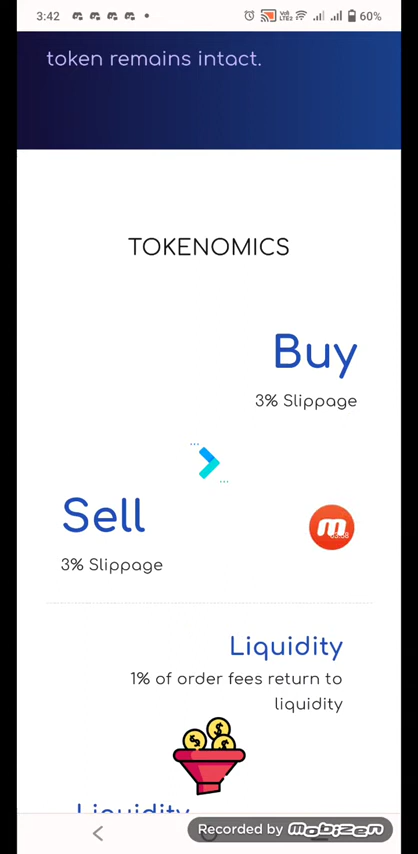 3:42
60%
token remains intact.
TOKENOMICS
Buy
3% Slippage
Sell
3% Slippage
Liquidity
1% of order fees return to
liquidity
Liquidity
Recorded by mobizen